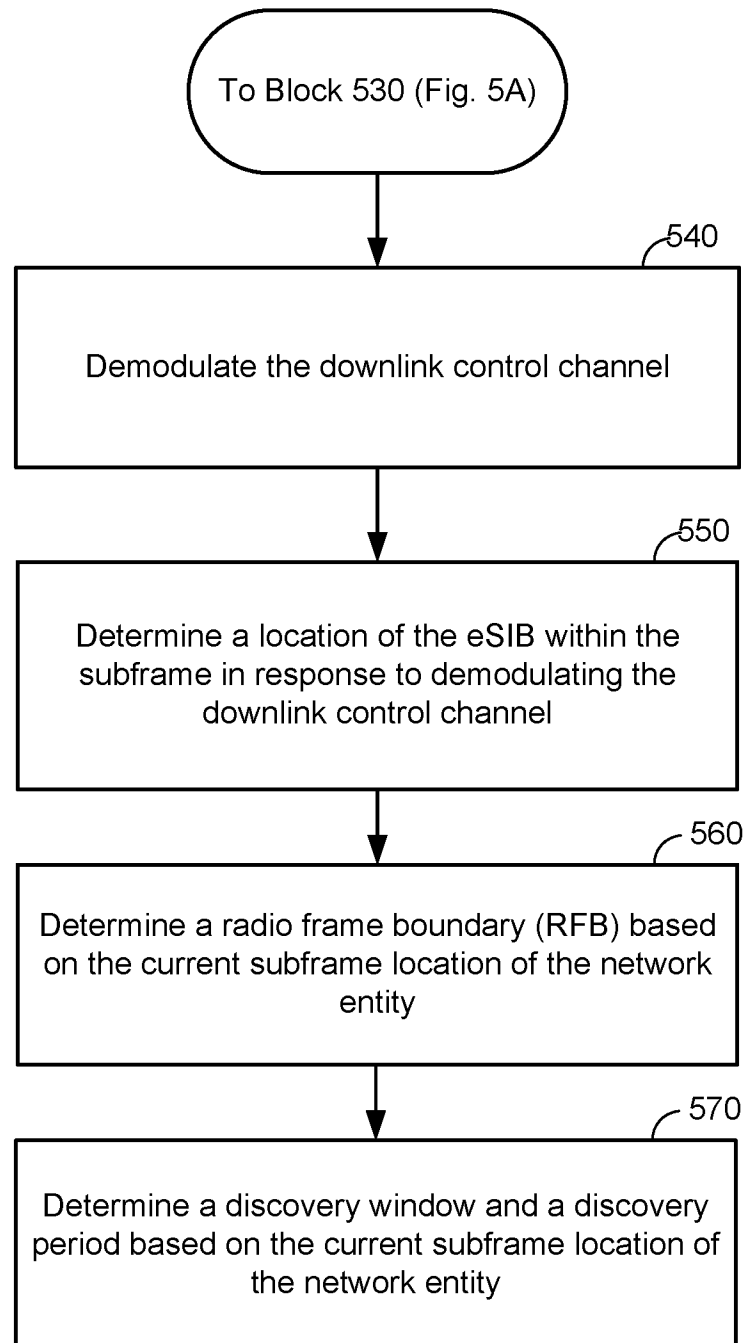 To Block 530 (Fig. 5A)
540
Demodulate the downlink control channel
550
Determine a location of the eSIB within the
subframe in response to demodulating the
downlink control channel
560
Determine a radio frame boundary (RFB) based
on the current subframe location of the network
entity
570
Determine a discovery window and a discovery
period based on the current subframe location of
the network entity